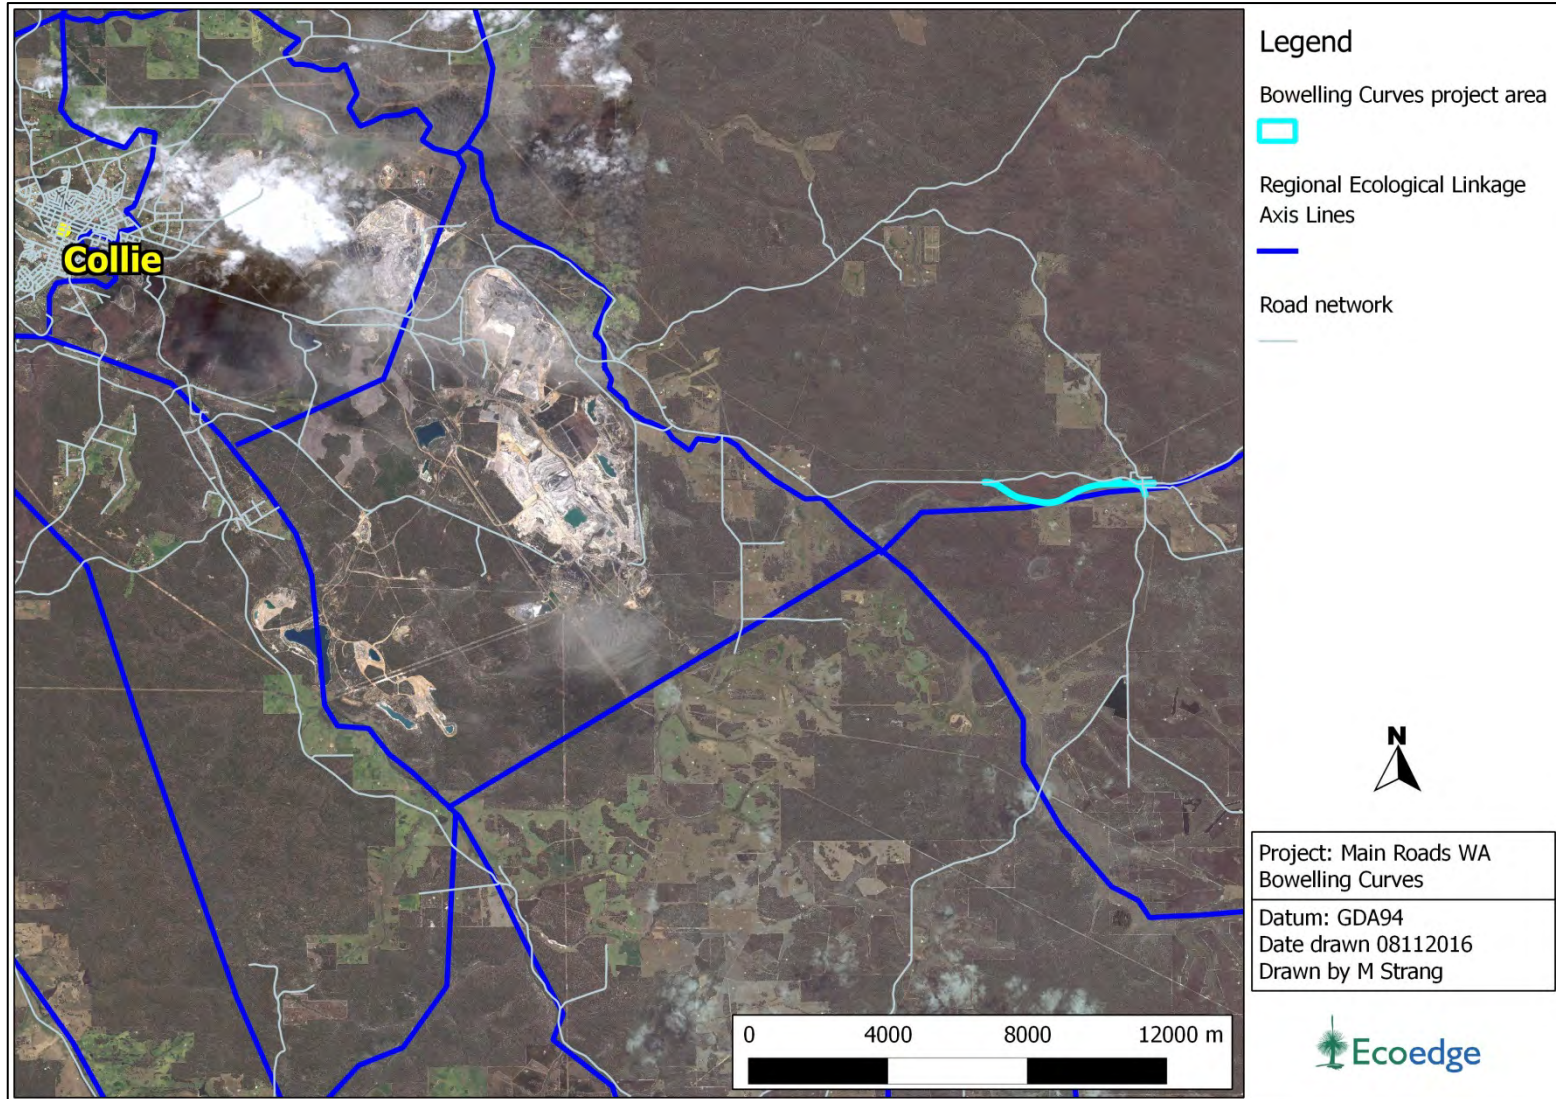 Collie
Legend
Bowelling Curves project area
Regional Ecological Linkage
Axis Lines
Road network
N
Project: Main Roads WA
Bowelling Curves
Datum: GDA94
Date drawn 08112016
Drawn by M Strang
0 4000 8000 12000 m
Ecoedge